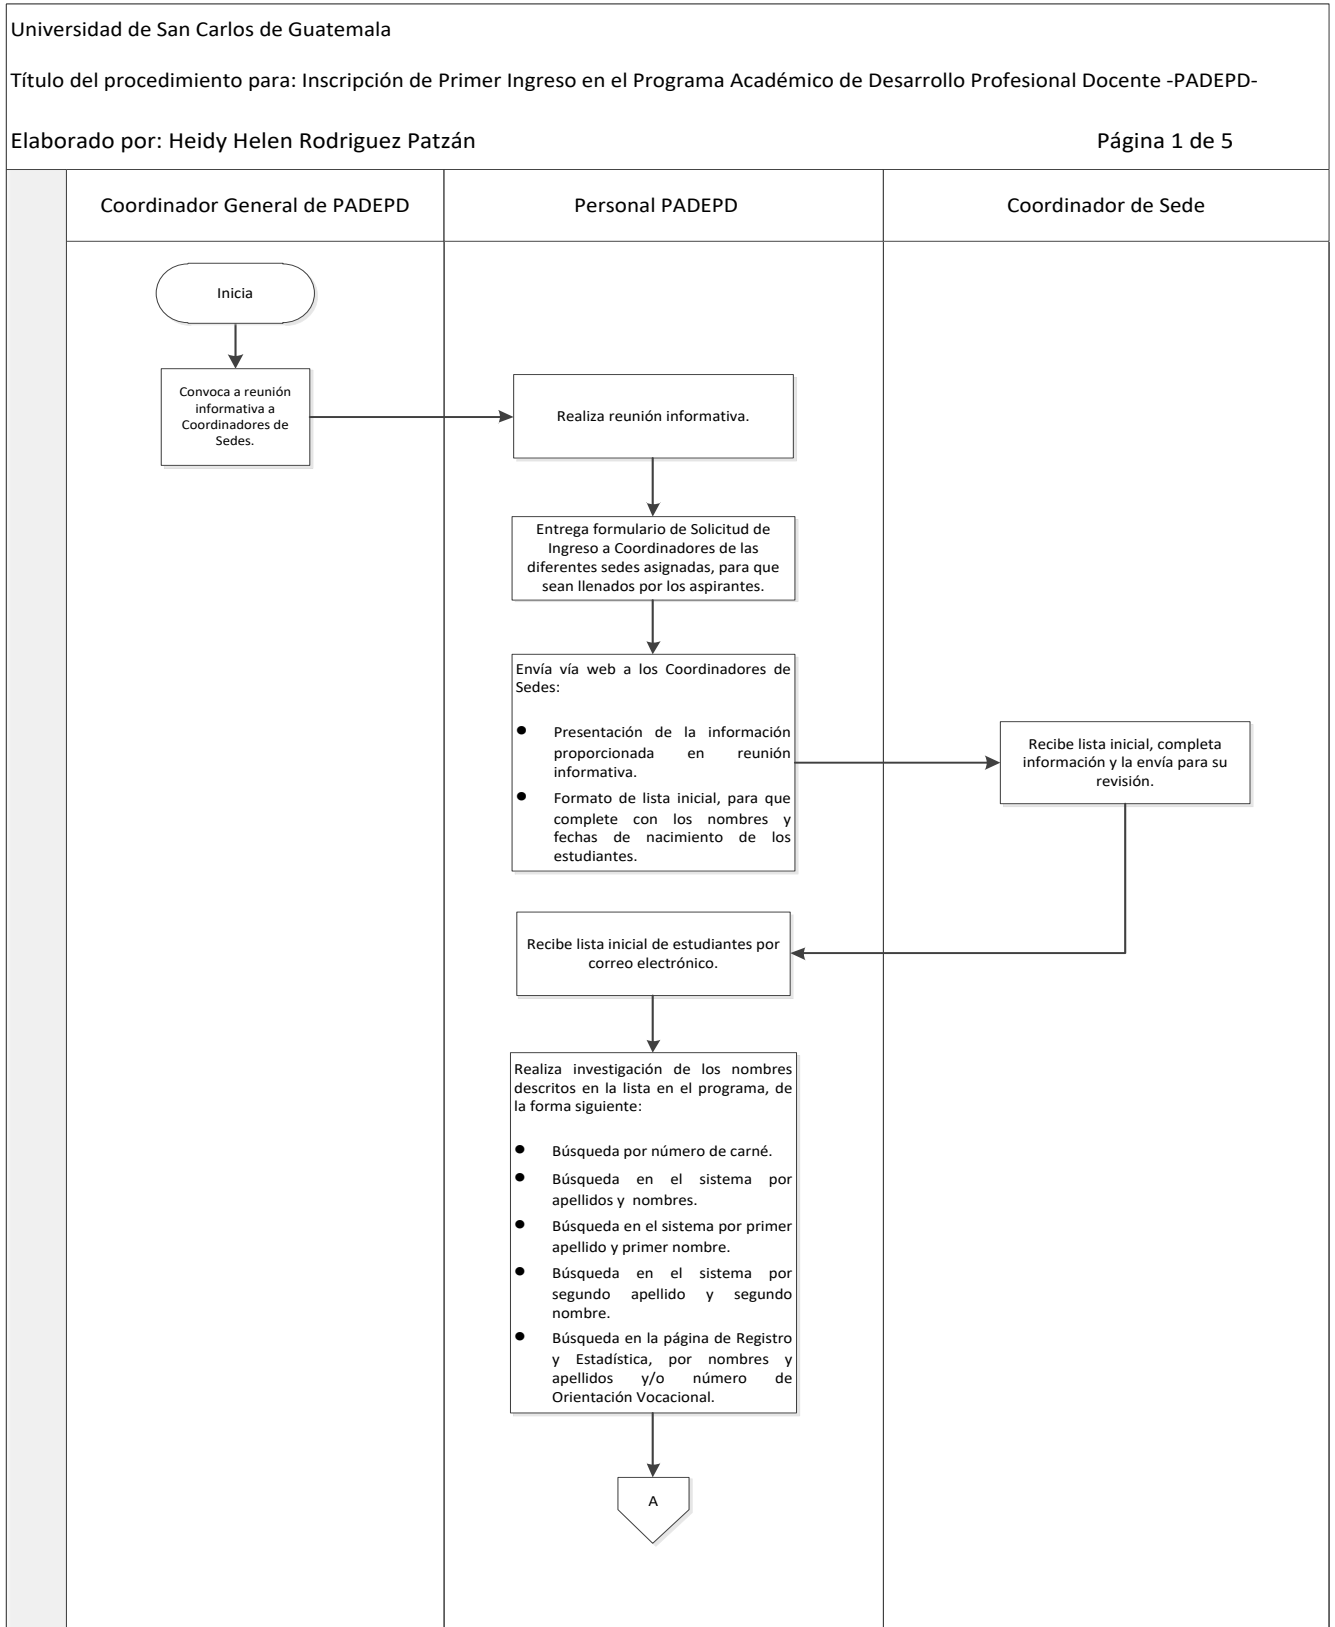 Universidad de San Carlos de Guatemala
Título del procedimiento para: Inscripción de Primer Ingreso en el Programa Académico de Desarrollo Profesional Docente -PADEPD-
Elaborado por: Heidy Helen Rodriguez Patzán Página 1 de 5
Coordinador General de PADEPD
Personal PADEPD
Coordinador de Sede
Inicia
Convoca a reunión
informativa a
Coordinadores de
Sedes.
Realiza reunión informativa.
Entrega formulario de Solicitud de
Ingreso a Coordinadores de las
diferentes sedes asignadas, para que
sean llenados por los aspirantes.
Envía vía web a los Coordinadores de
Sedes:
● Presentación de la información
proporcionada en reunión
informativa.
● Formato de lista inicial, para que
complete con los nombres y
fechas de nacimiento de los
estudiantes.
Recibe lista inicial, completa
información y la envía para su
revisión.
Recibe lista inicial de estudiantes por
correo electrónico.
Realiza investigación de los nombres
descritos en la lista en el programa, de
la forma siguiente:
● Búsqueda por número de carné.
● Búsqueda en el sistema por
apellidos y nombres.
● Búsqueda en el sistema por primer
apellido y primer nombre.
● Búsqueda en el sistema por
segundo apellido y segundo
nombre.
● Búsqueda en la página de Registro
y Estadística, por nombres y
apellidos y/o número de
Orientación Vocacional.
A